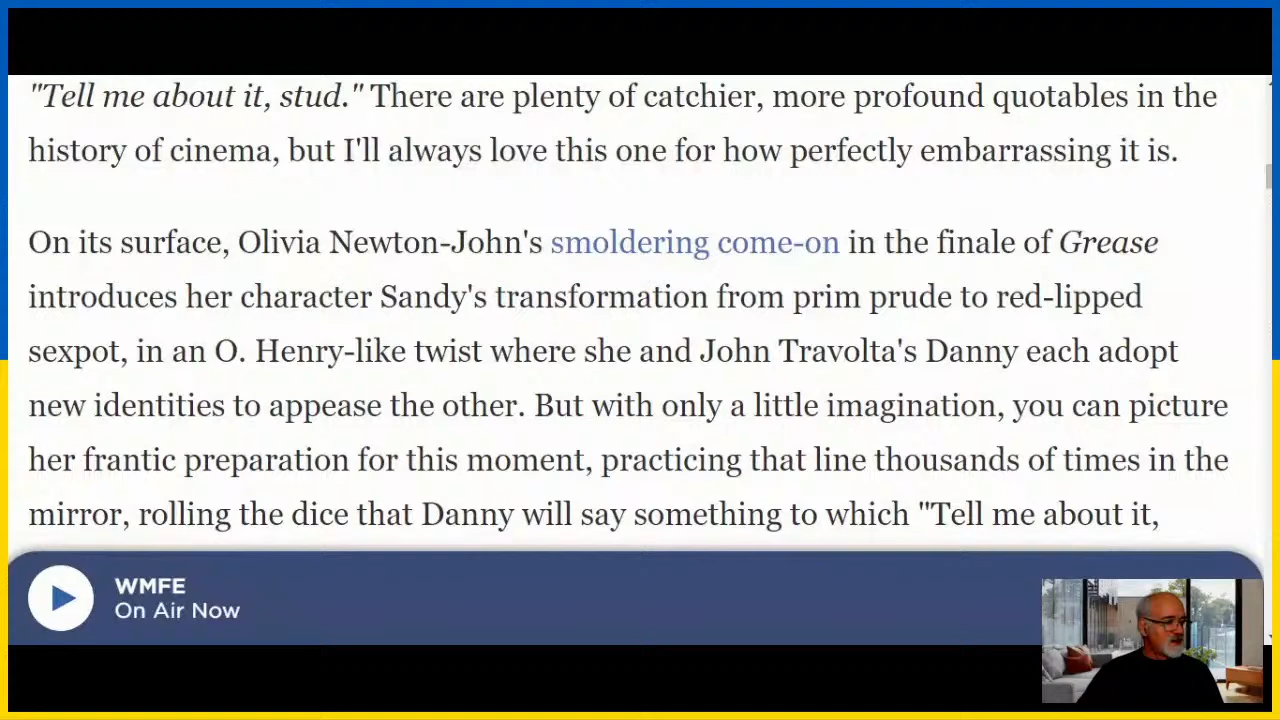 "Tell me about it, stud." There are plenty of catchier, more profound quotables in the
history of cinema, but I'll always love this one for how perfectly embarrassing it is.
On its surface, Olivia Newton-John's smoldering come-on in the finale of Grease
introduces her character Sandy's transformation from prim prude to red-lipped
sexpot, in an O. Henry-like twist where she and John Travolta's Danny each adopt
new identities to appease the other. But with only a little imagination, you can picture
her frantic preparation for this moment, practicing that line thousands of times in the
mirror, rolling the dice that Danny will say something to which "Tell me about it,
WMFE
On Air Now